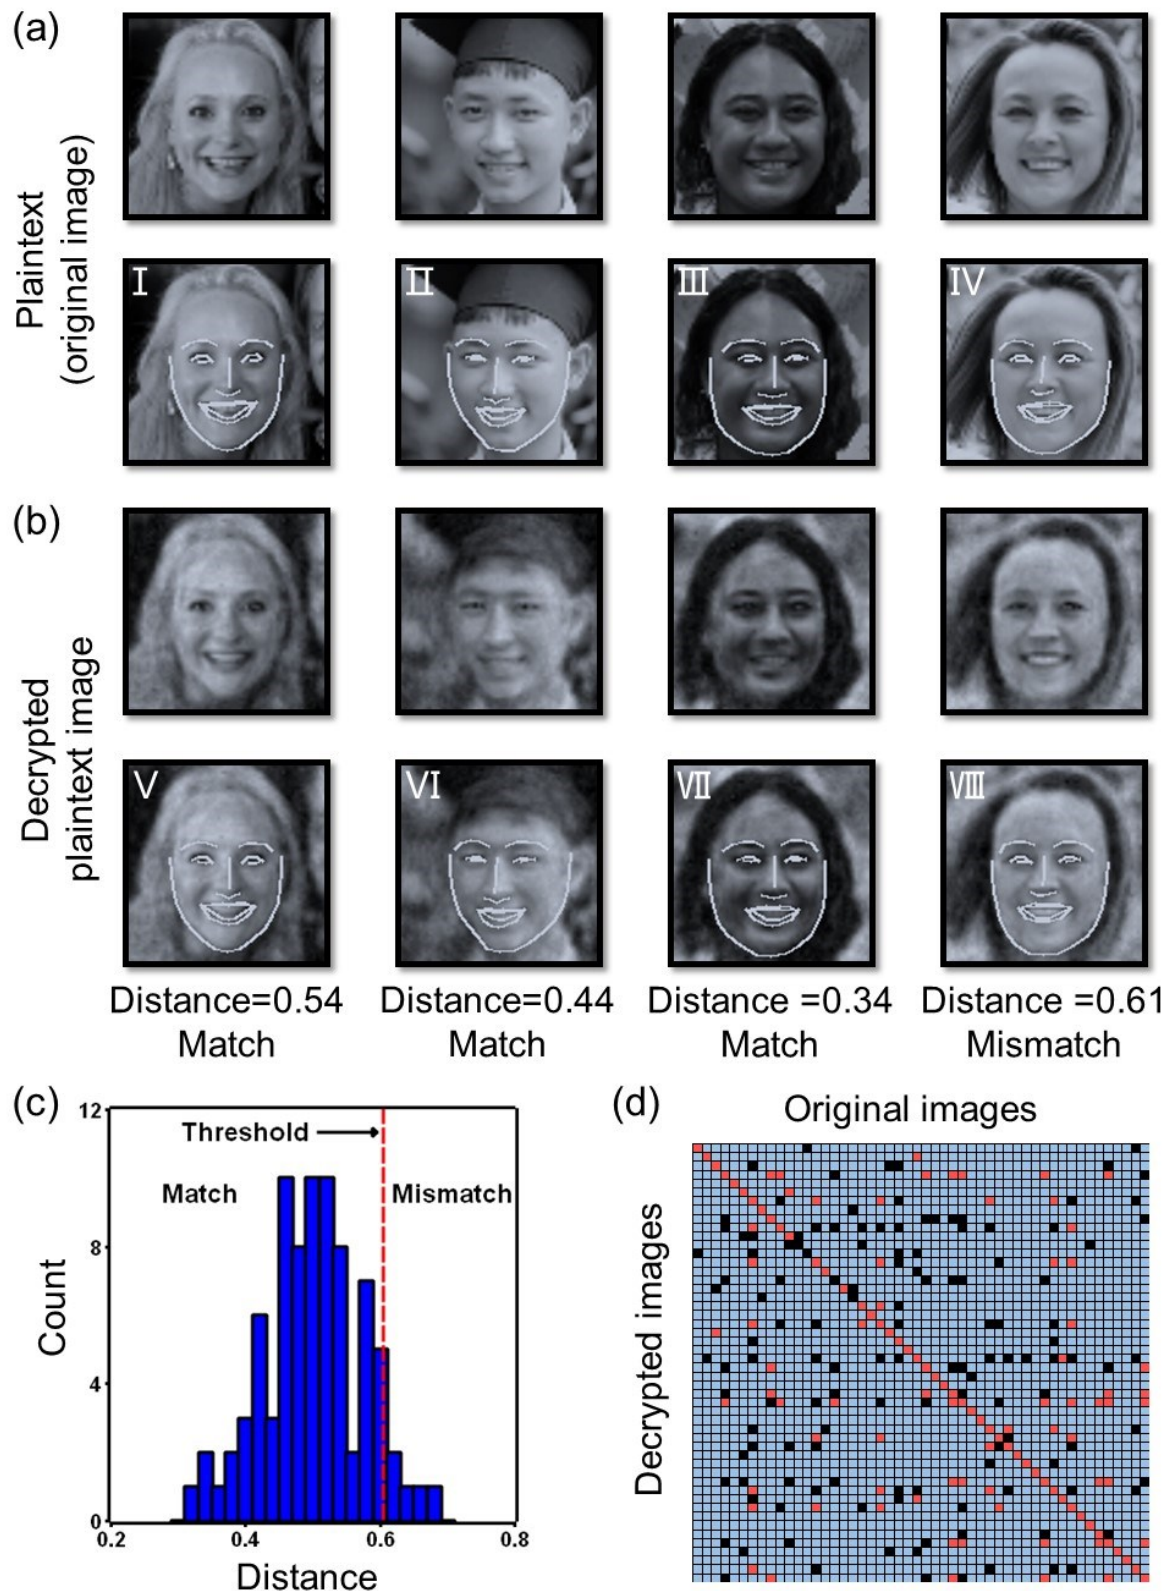 (a)
Plaintext
(original image)
I
II
III
IV
(b)
Decrypted
plaintext image
V
VI
VII
VIII
Distance=0.54
Distance=0.44
Distance =0.34
Distance =0.61
Match
Match
Match
Mismatch
(c)
12
8
4
0
Count
Threshold
Match
Mismatch
0.2
0.4
0.6
0.8
Distance
(d)
Original images
Decrypted images